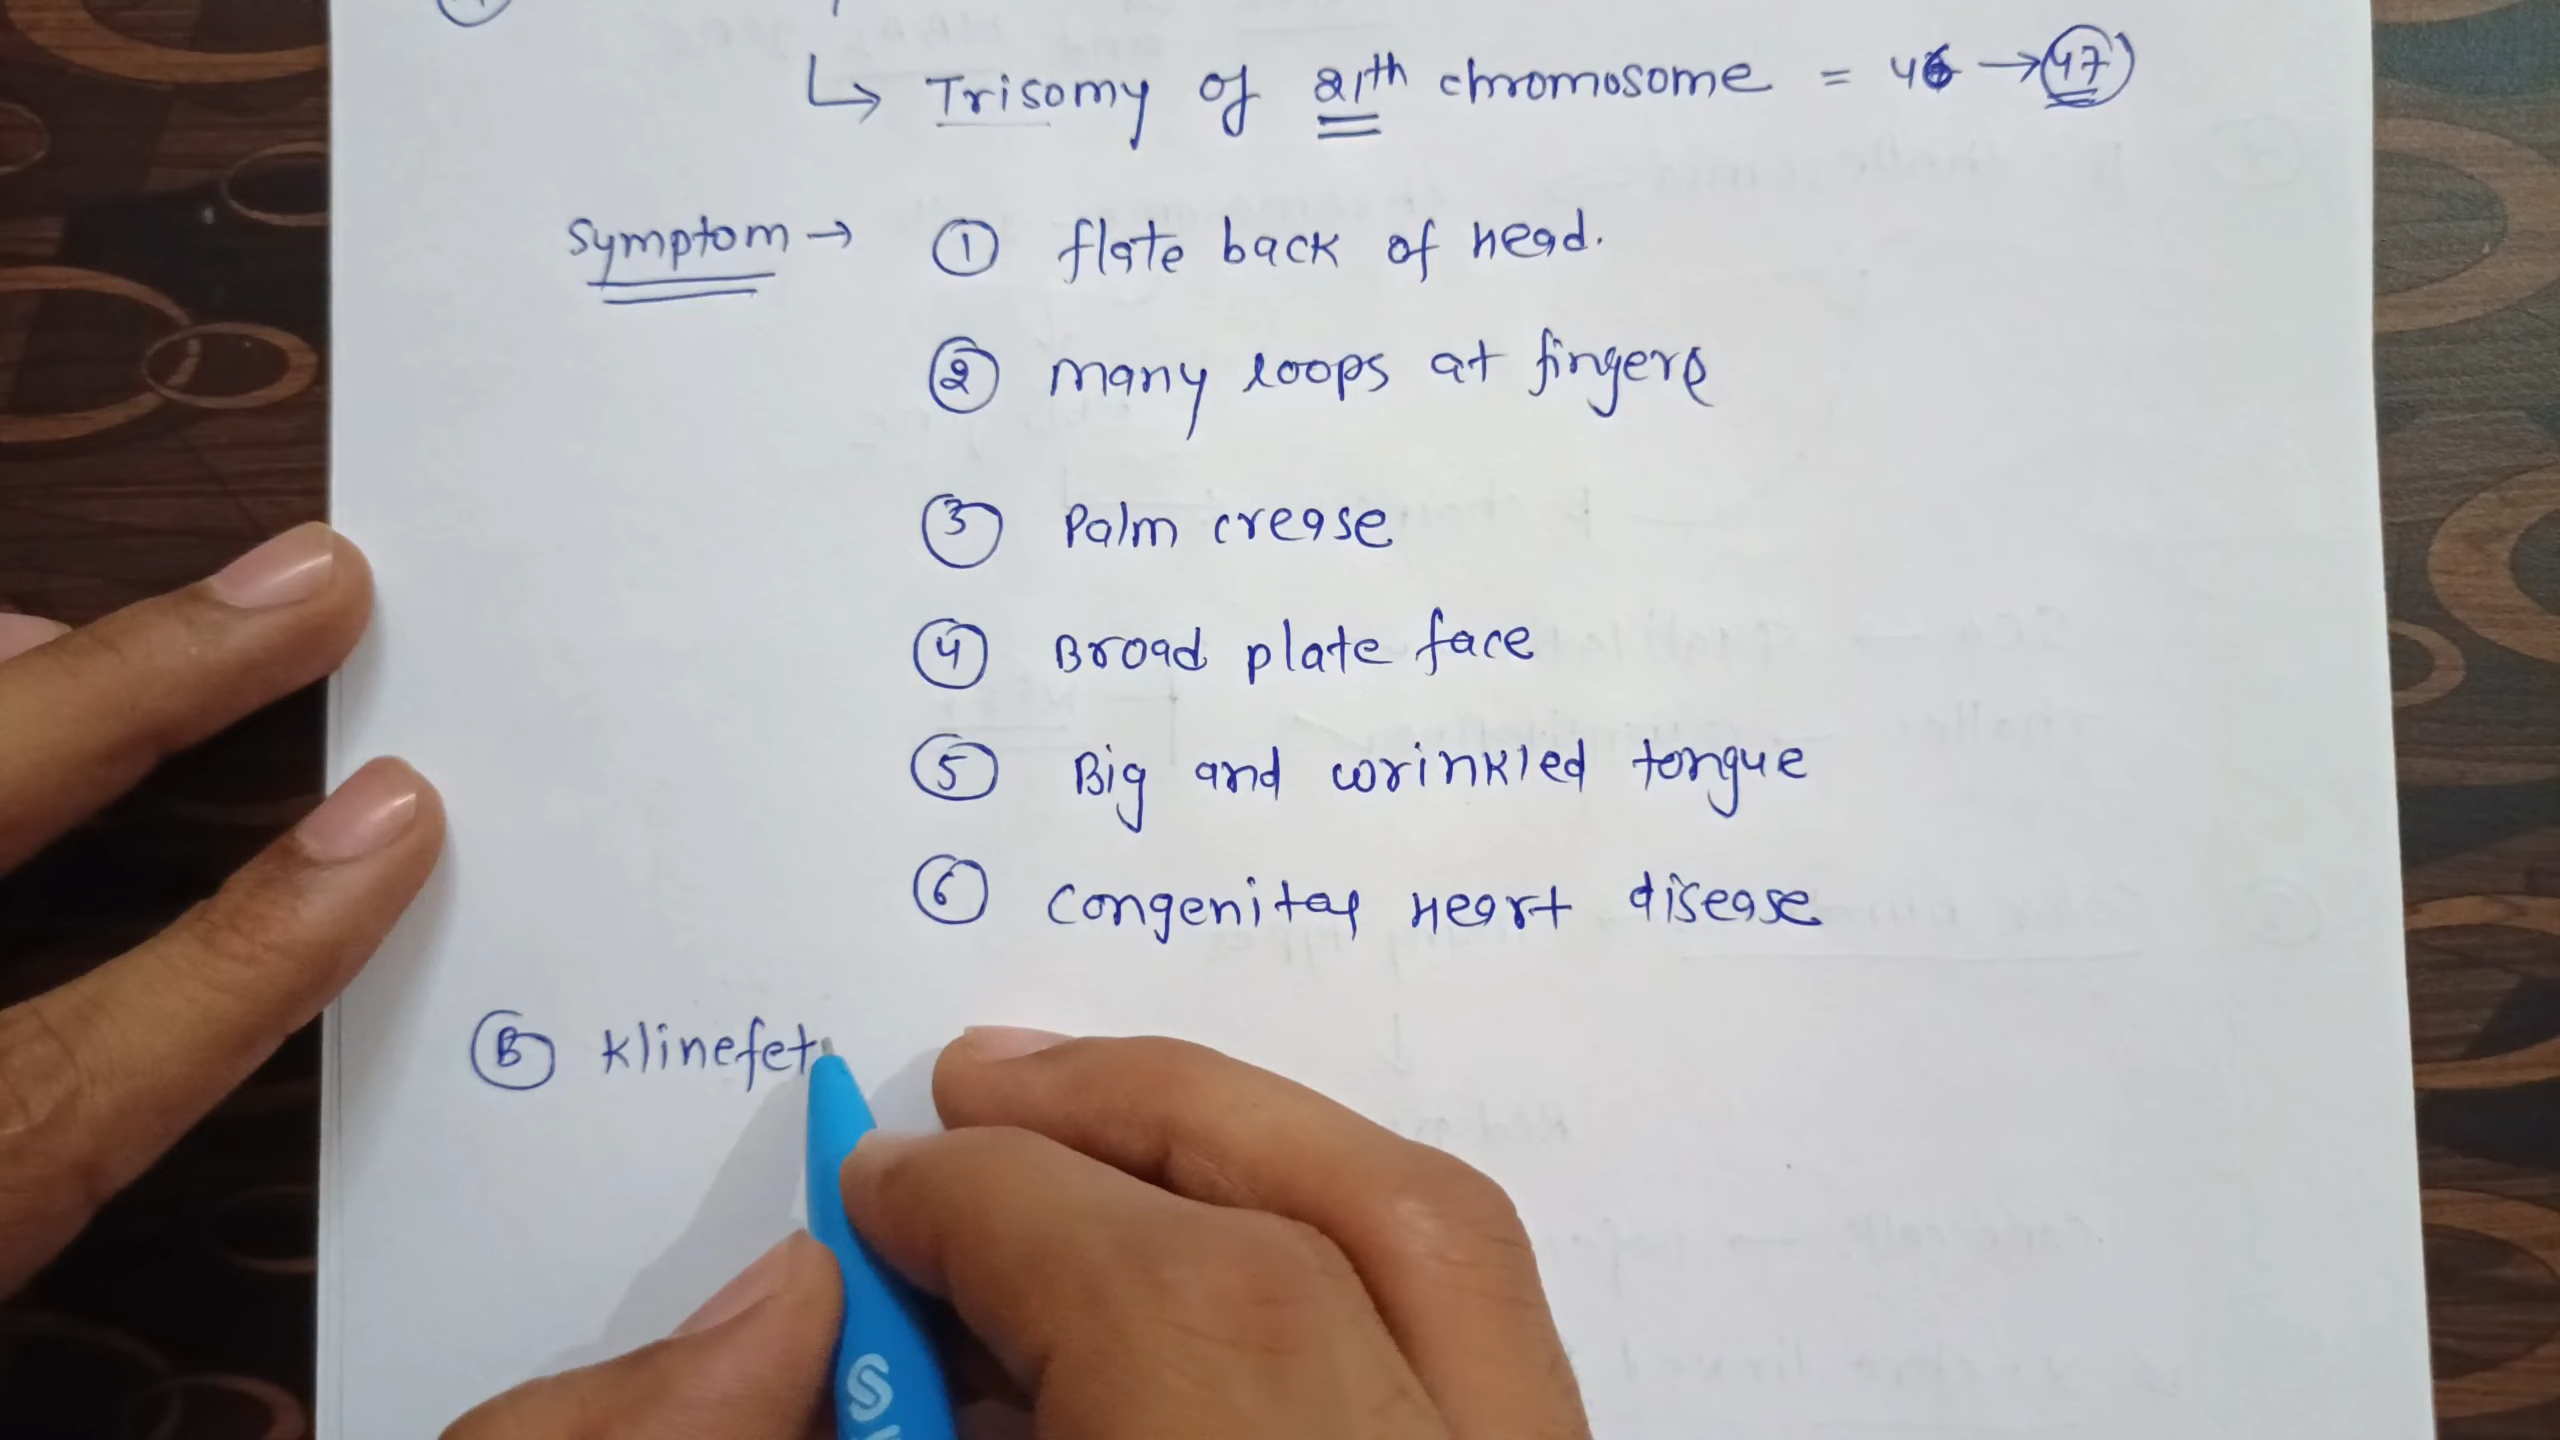 ↳ Trisomy of 21th chromosome = 46 → 47
Symptom → ① flate back of head.
② many loops at fingers
③ Palm crease
④ Broad plate face
⑤ Big and wrinkled tongue
⑥ Congenital Heart disease
Ⓑ Klinefet
S